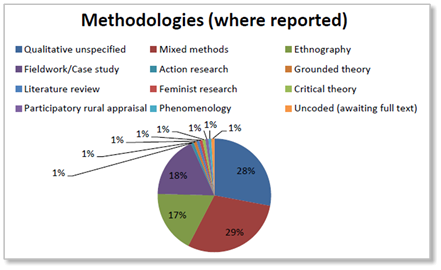 Methodologies (where reported)
Qualitative unspecified Mixed methods Ethnography
Fieldwork/Case study Action research Grounded theory
Literature review Feminist research Critical theory
Participatory rural appraisal Phenomenology Uncoded (awaiting full text)
1% 1% 1% 1%
1%
1%
1%
18% 28%
17%
29%